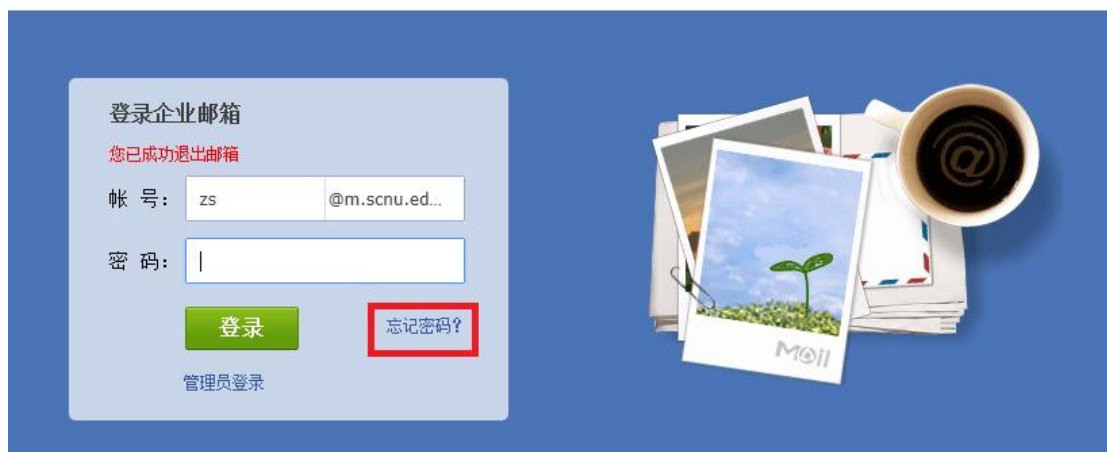 登录企业邮箱
您已成功退出邮箱
帐 号: zs @m.scnu.ed...
密 码:
登录 忘记密码?
管理员登录
Mail